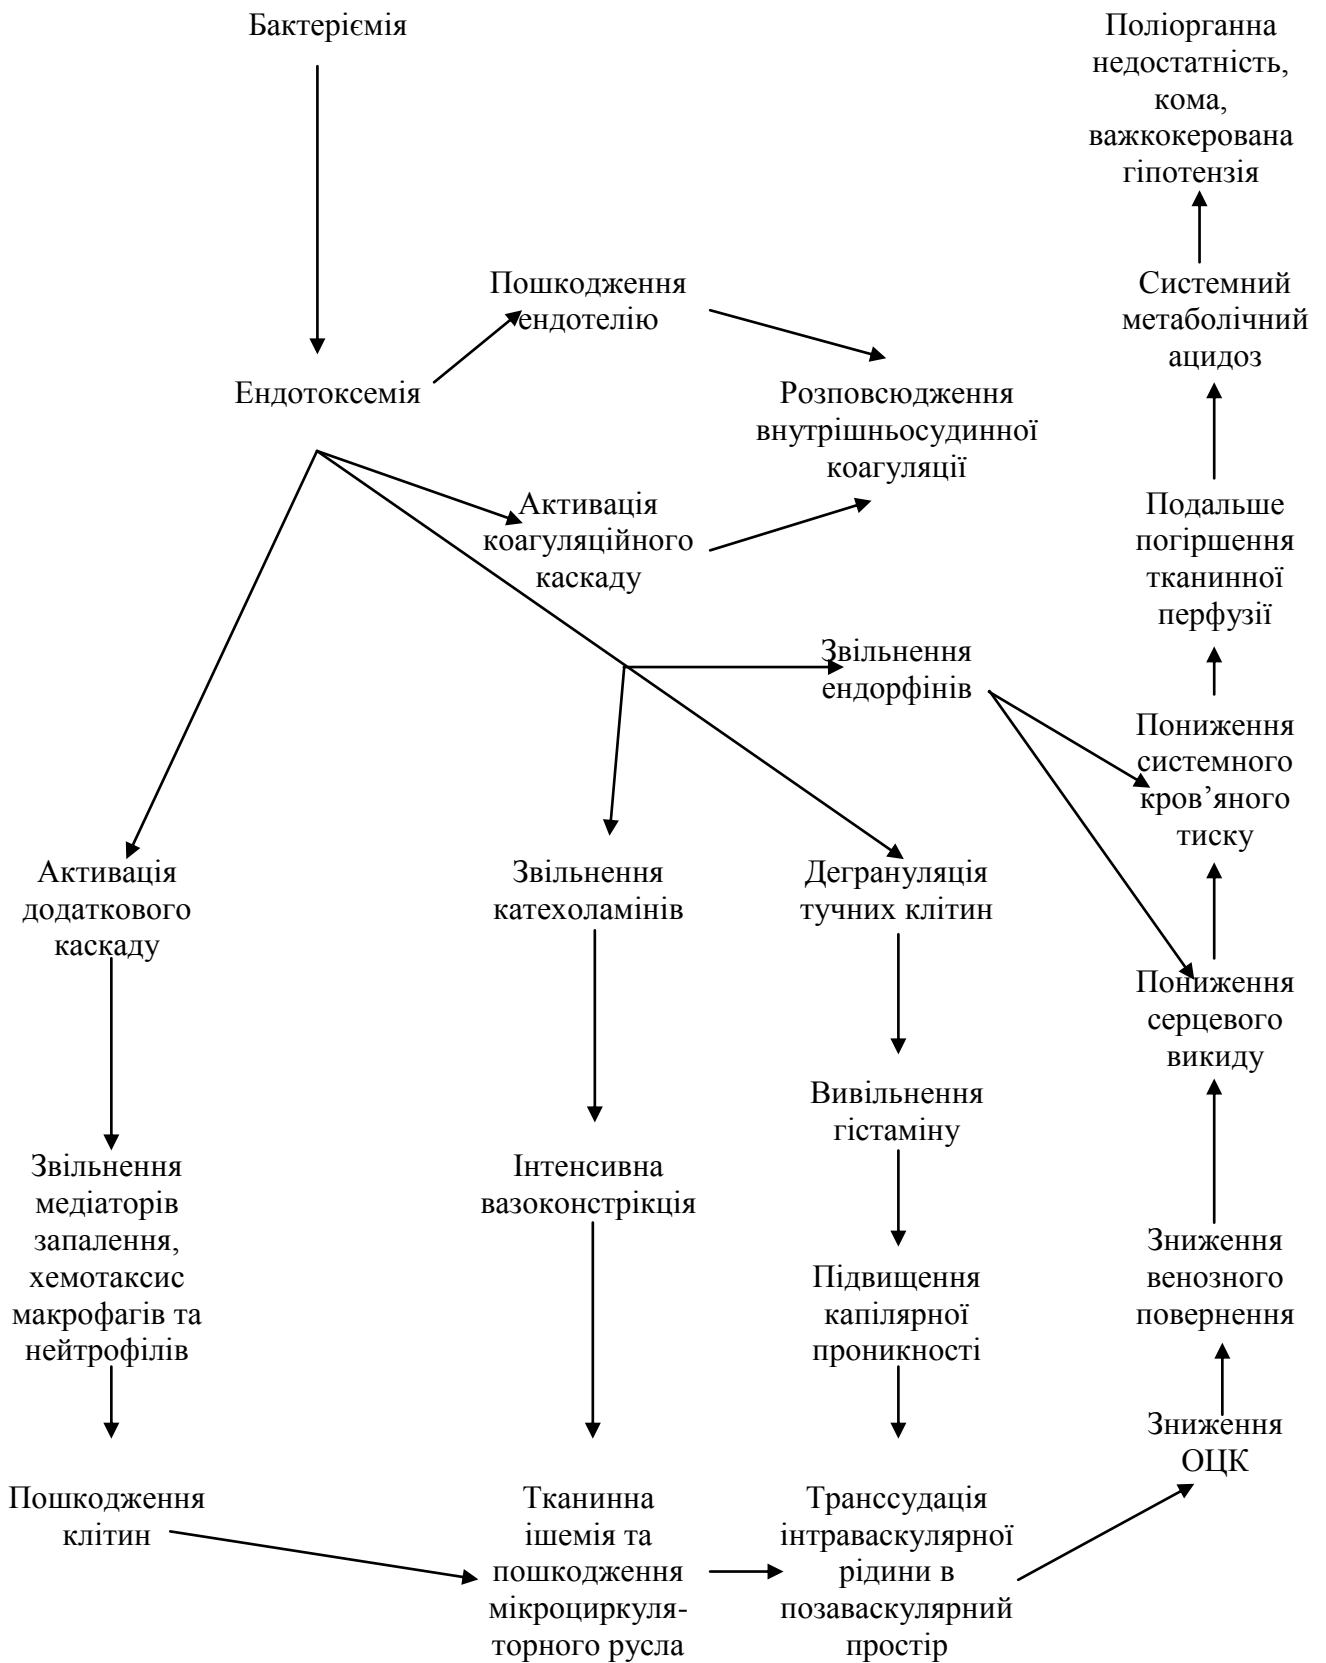 Бактеріємія
Поліорганна
недостатність,
кома,
важкокерована
гіпотензія
Пошкодження
ендотелію
Системний
метаболічний
ацидоз
Ендотоксемія
Розповсюдження
внутрішньосудинної
коагуляції
Активація
коагуляційного
каскаду
Подальше
погіршення
тканинної
перфузії
Звільнення
ендорфінів
Пониження
системного
кров’яного
тиску
Активація
додаткового
каскаду
Звільнення
катехоламінів
Дегрануляція
тучних клітин
Пониження
серцевого
викиду
Вивільнення
гістаміну
Звільнення
медіаторів
запалення,
хемотаксис
макрофагів та
нейтрофілів
Інтенсивна
вазоконстрікція
Підвищення
капілярної
проникності
Зниження
венозного
повернення
Зниження
ОЦК
Пошкодження
клітин
Тканинна
ішемія та
пошкодження
мікроциркуля-
торного русла
Транссудація
інтраваскулярної
рідини в
позаваскулярний
простір